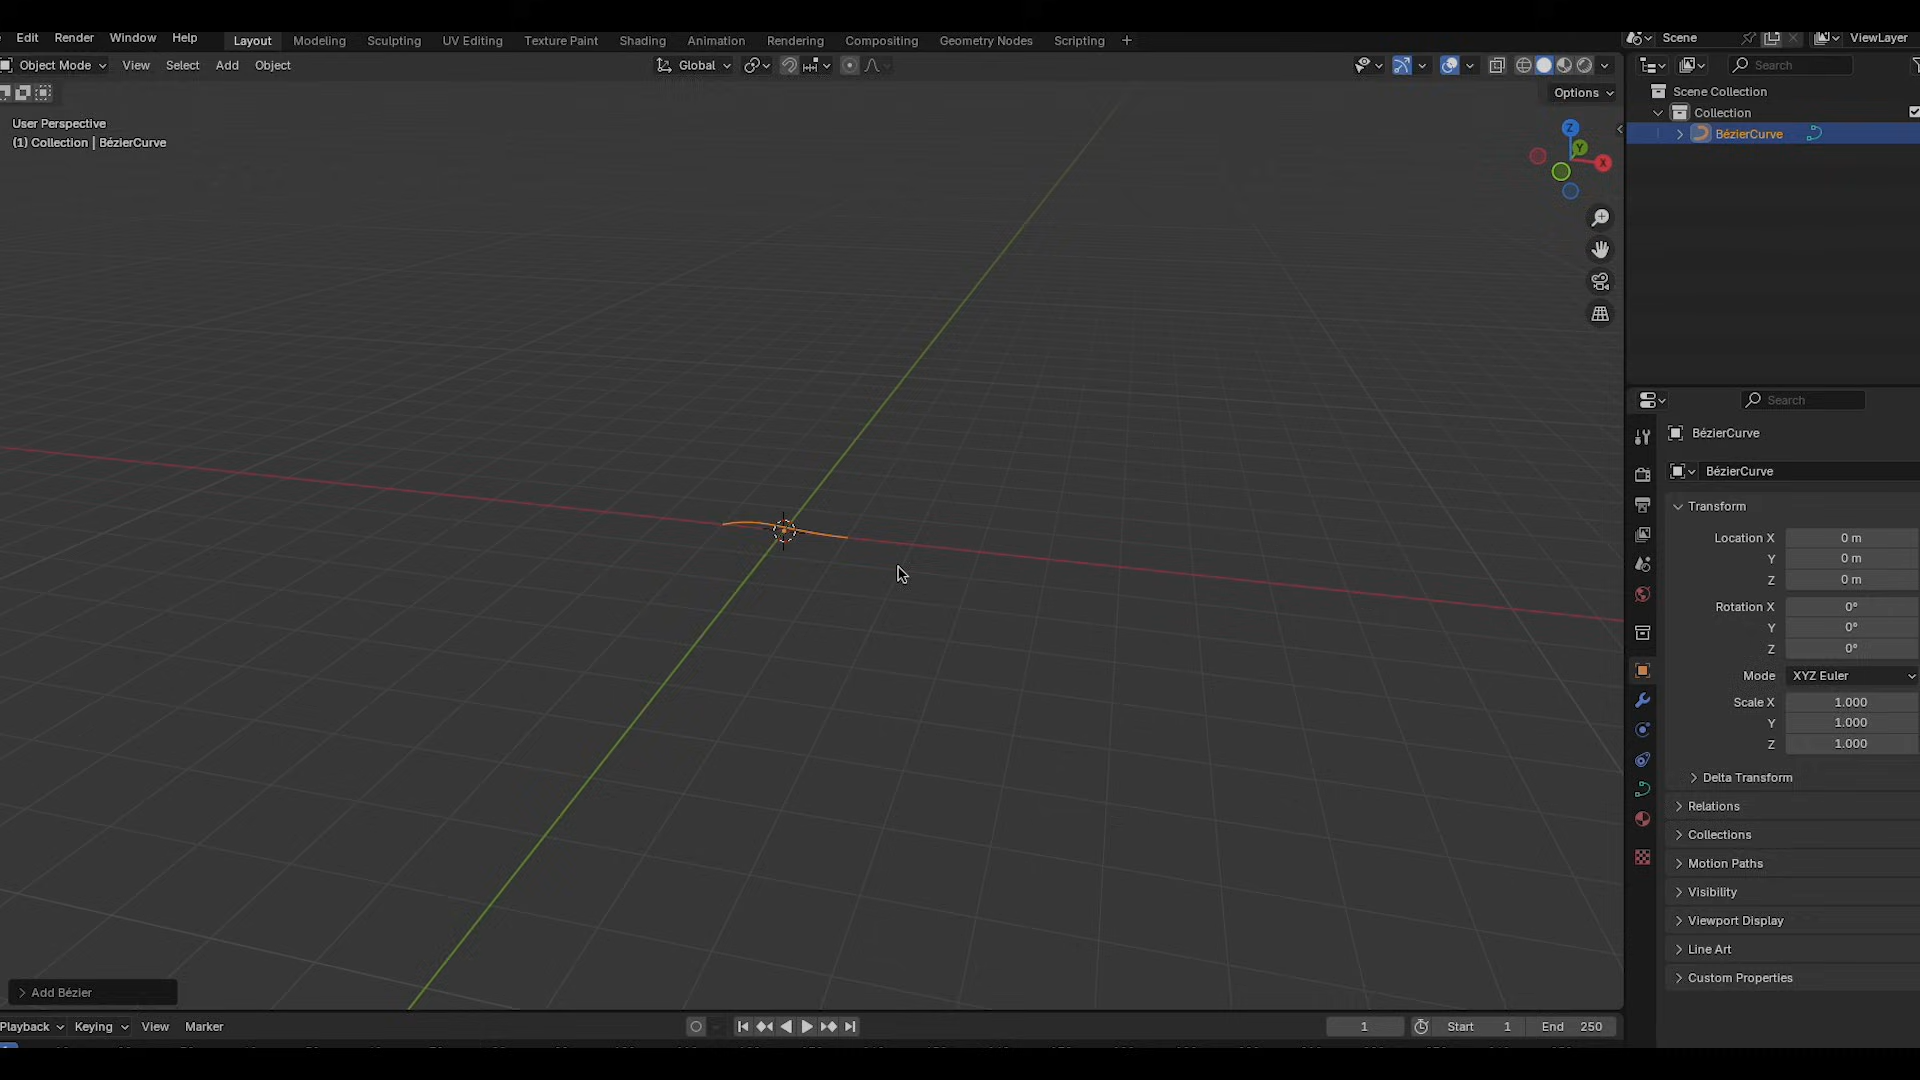 Edit Render Window Help Layout Modeling Sculpting UV Editing Texture Paint Shading Animation Rendering Compositing Geometry Nodes Scripting + Scene ViewLayer
Object Mode View Select Add Object Global Search
Options
User Perspective
(1) Collection | BézierCurve
Z
Y
X
Scene Collection
Collection
BézierCurve
Search
BézierCurve
BézierCurve
Transform
Location X 0 m
Y 0 m
Z 0 m
Rotation X 0°
Y 0°
Z 0°
Mode XYZ Euler
Scale X 1.000
Y 1.000
Z 1.000
Delta Transform
Relations
Collections
Motion Paths
Visibility
Viewport Display
Line Art
Custom Properties
Add Bézier
Playback Keying View Marker 1 Start 1 End 250